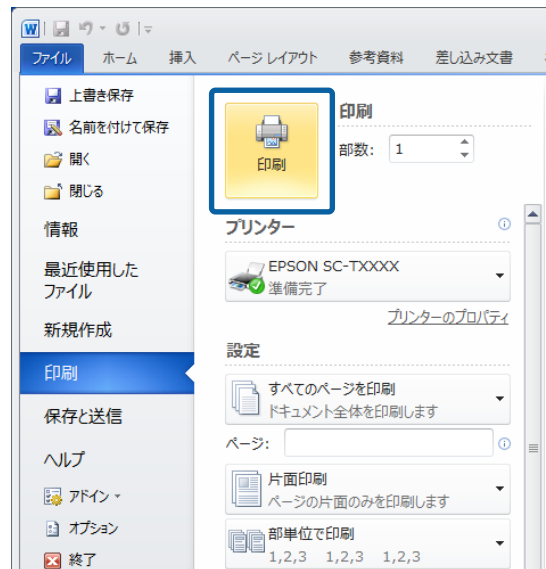 W
ファイル ホーム 挿入 ページ レイアウト 参考資料 差し込み文書
上書き保存
名前を付けて保存
開く
閉じる
情報
最近使用した
ファイル
新規作成
印刷
保存と送信
ヘルプ
アドイン
オプション
終了
印刷
印刷
部数: 1
プリンター
EPSON SC-TXXXX
準備完了
プリンターのプロパティ
設定
すべてのページを印刷
ドキュメント全体を印刷します
ページ:
片面印刷
ページの片面のみを印刷します
部単位で印刷
1,2,3 1,2,3 1,2,3